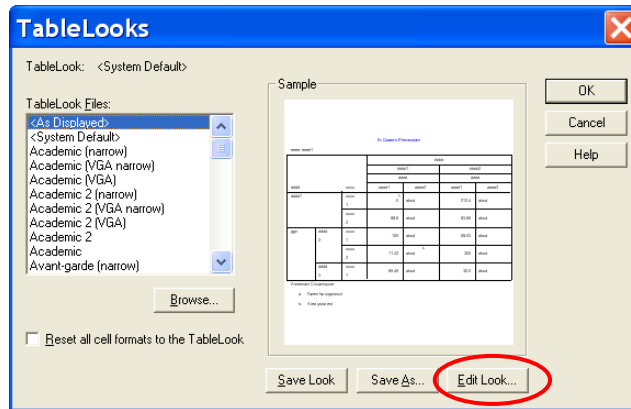 TableLooks
TableLook: <System Default>
TableLook Files:
<As Displayed>
<System Default>
Academic (narrow)
Academic (VGA narrow)
Academic (VGA)
Academic 2 (narrow)
Academic 2 (VGA narrow)
Academic 2 (VGA)
Academic 2
Academic
Avant-garde (narrow)
Browse...
Reset all cell formats to the TableLook
Sample
Save Look
Save As...
Edit Look...
OK
Cancel
Help